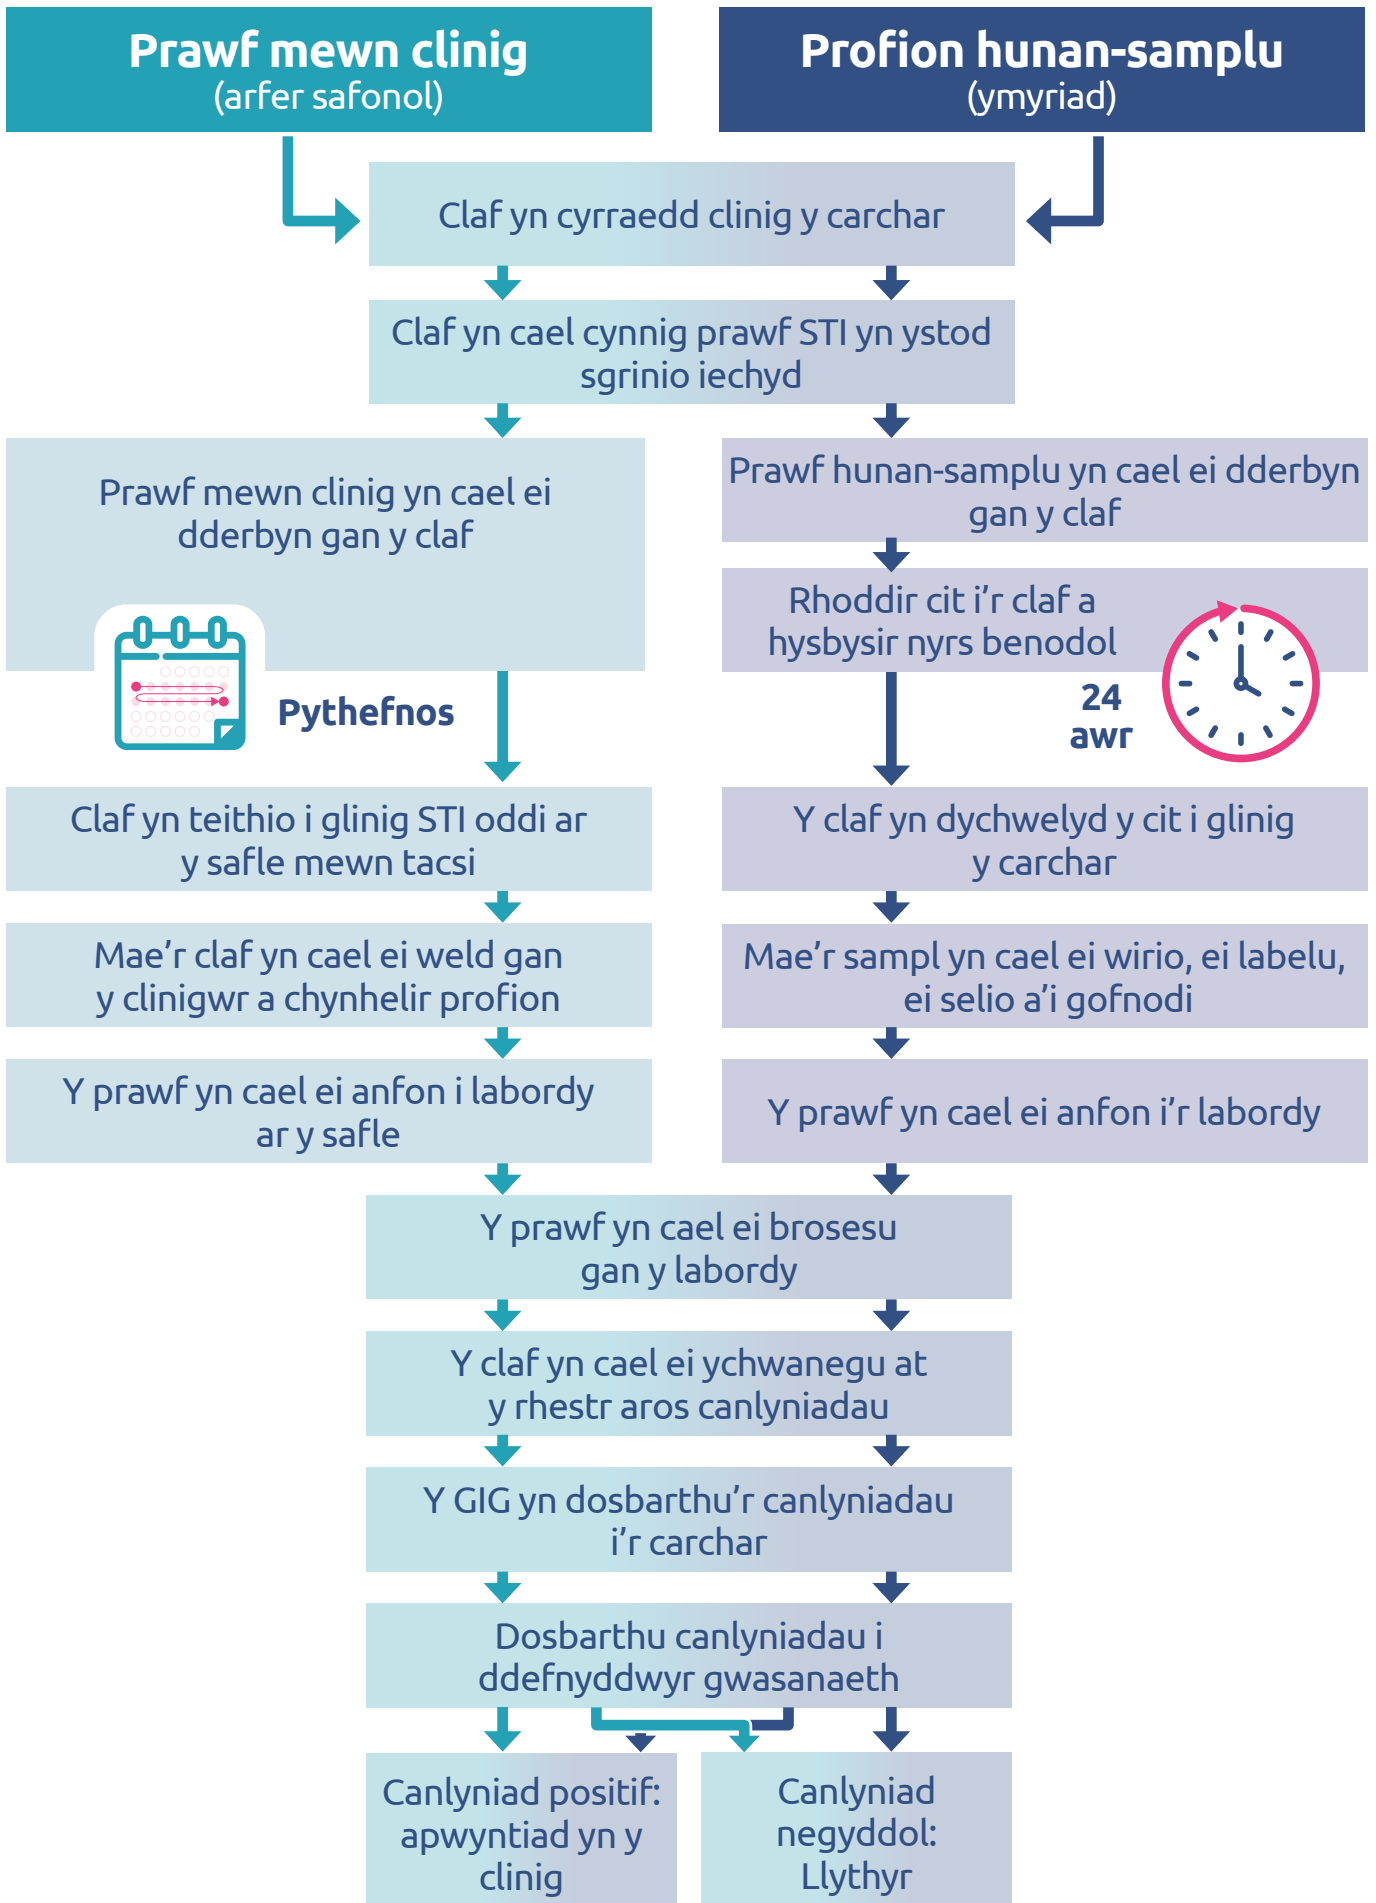 Prawf mewn clinig
(arfer safonol)
Profion hunan-samplu
(ymyriad)
Claf yn cyrraedd clinig y carchar
Claf yn cael cynnig prawf STI yn ystod
sgrinio iechyd
Prawf mewn clinig yn cael ei
dderbyn gan y claf
Pythefnos
Claf yn teithio i glinig STI oddi ar
y safle mewn tacsi
Mae'r claf yn cael ei weld gan
y clinigwr a chynhelir profion
Y prawf yn cael ei anfon i labordy
ar y safle
Prawf hunan-samplu yn cael ei dderbyn
gan y claf
Rhoddir cit i'r claf a
hysbysir nyrs benodol
24
awr
Y claf yn dychwelyd y cit i glinig
y carchar
Mae'r sampl yn cael ei wirio, ei labelu,
ei selio a'i gofnodi
Y prawf yn cael ei anfon i'r labordy
Y prawf yn cael ei brosesu
gan y labordy
Y claf yn cael ei ychwanegu at
y rhestr aros canlyniadau
Y GIG yn dosbarthu'r canlyniadau
i'r carchar
Dosbarthu canlyniadau i
ddefnyddwyr gwasanaeth
Canlyniad positif:
apwyntiad yn y
clinig
Canlyniad
negyddol:
Llythyr